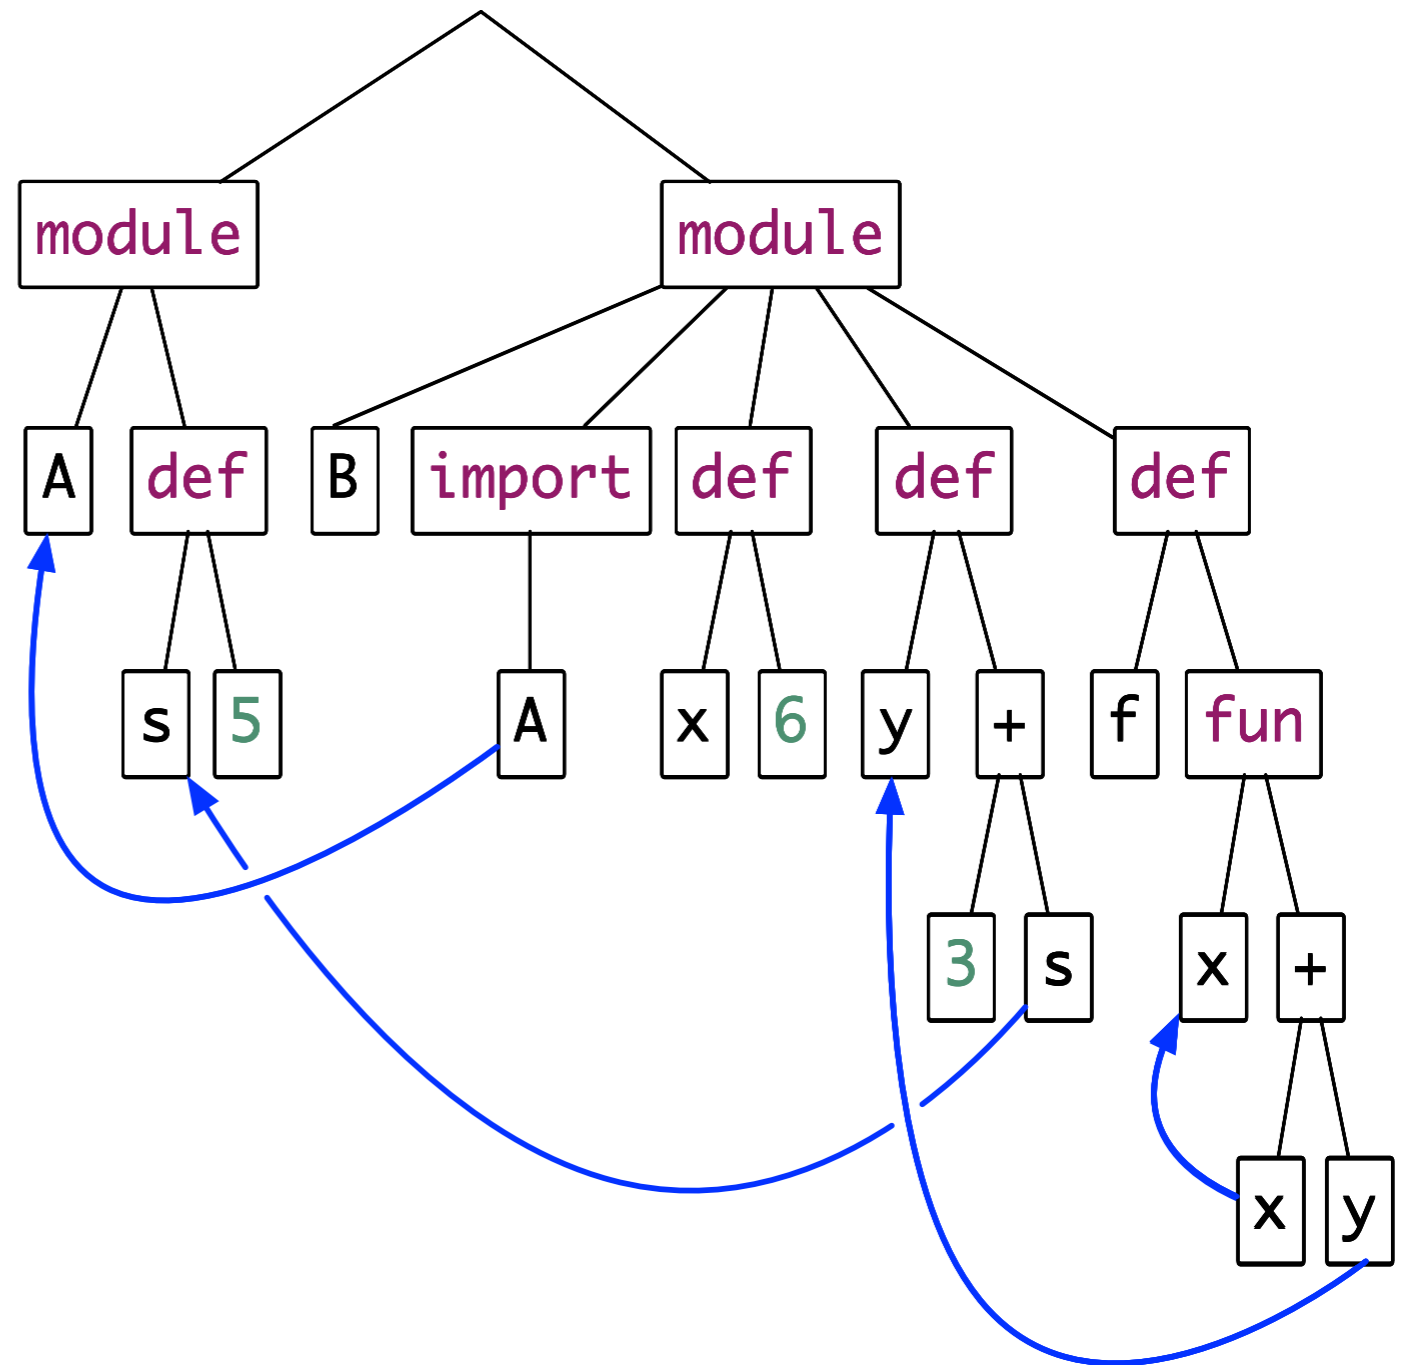 module module
A def B import def def def
s 5 A x 6 y + f fun
3 s x +
x y